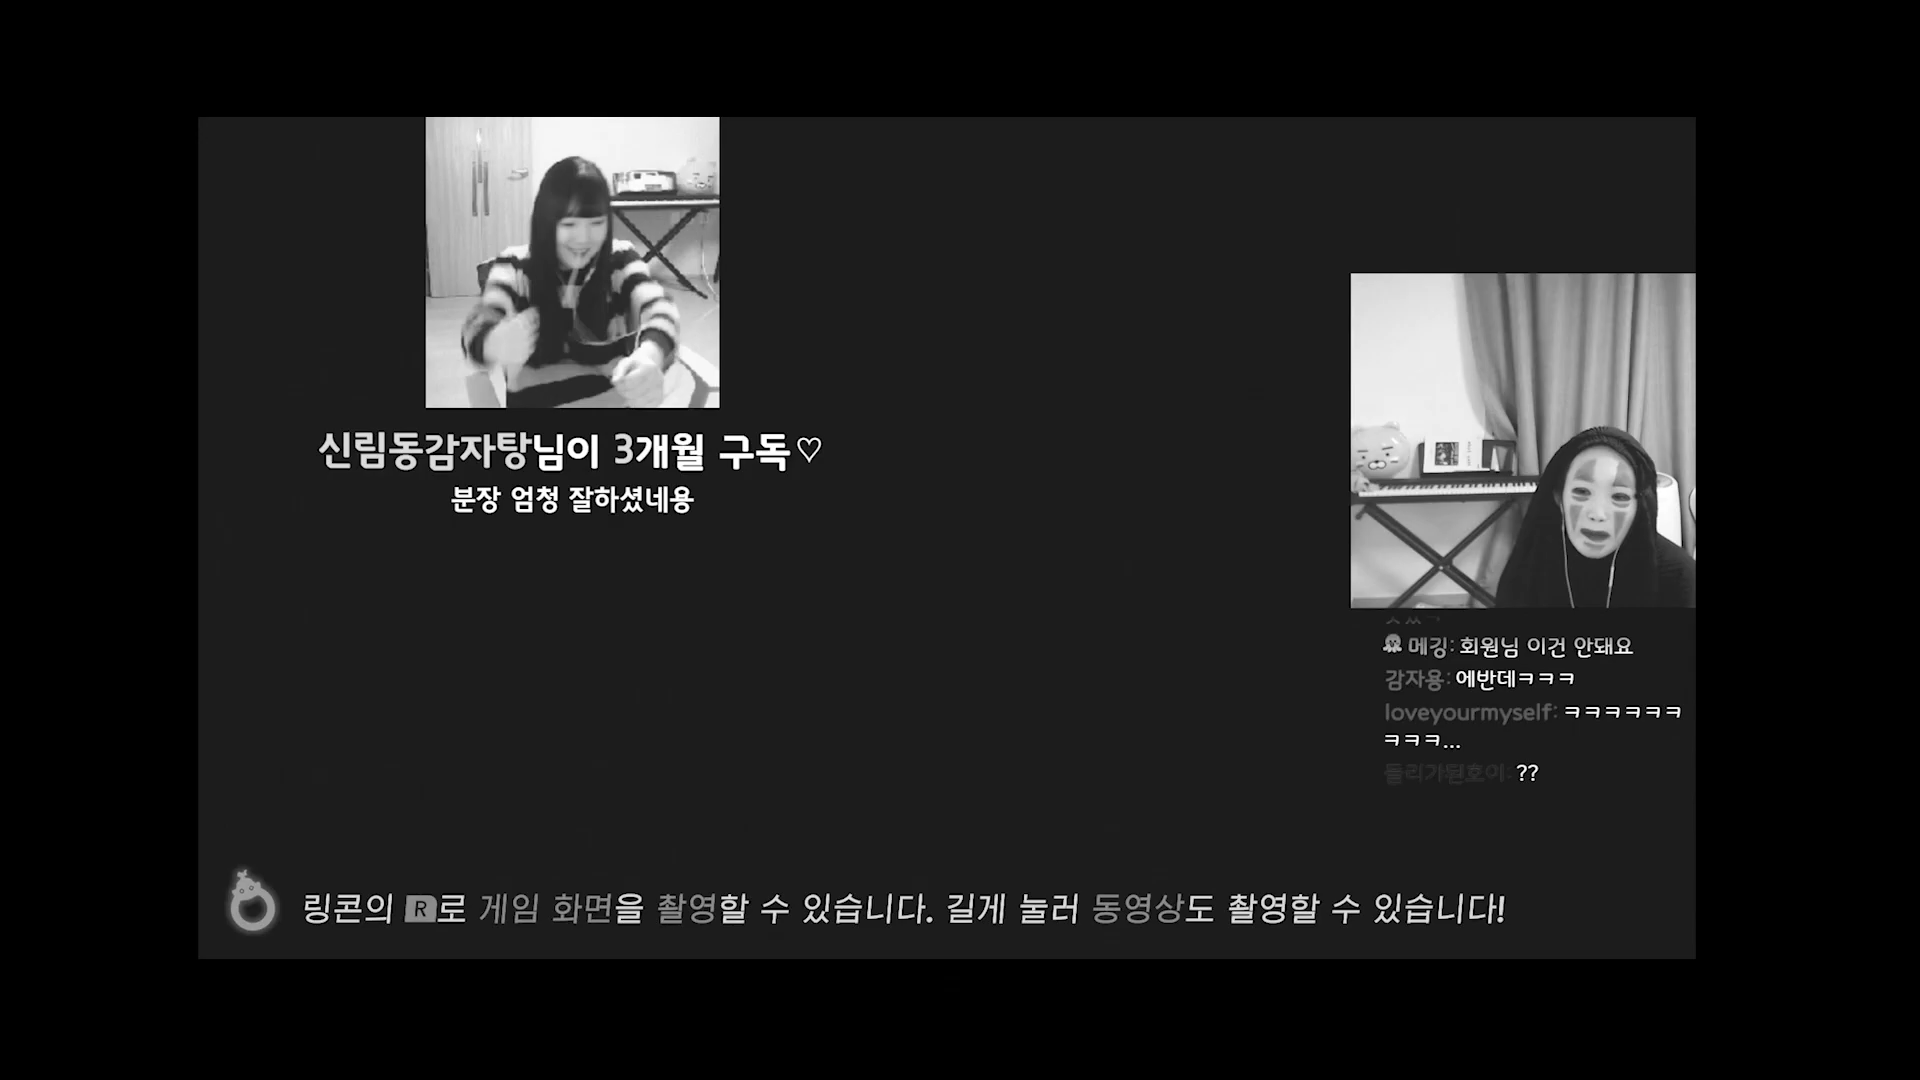 신림동감자탕님이 3개월 구독♡
분장 엄청 잘하셨네용
메깅: 회원님 이건 안돼요
감자용: 에반데ㅋㅋㅋ
loveyourmyself: ㅋㅋㅋㅋㅋㅋ
ㅋㅋㅋ...
??
링콘의 R로 게임 화면을 촬영할 수 있습니다. 길게 눌러 동영상도 촬영할 수 있습니다!